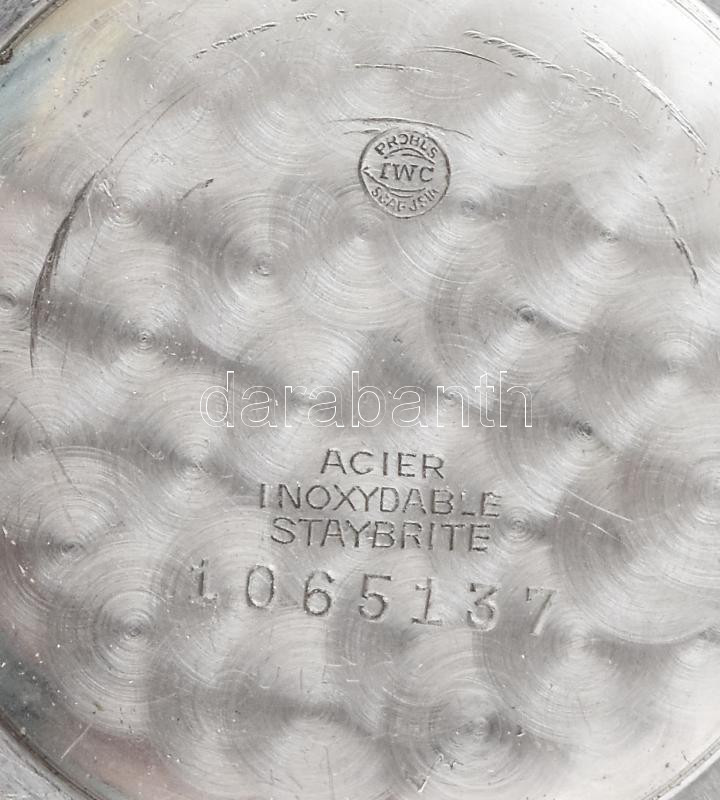 PROBUS
IWC
SCAFUSIA
darabanth
ACIER
INOXYDABLE
STAYBRITE
1065137